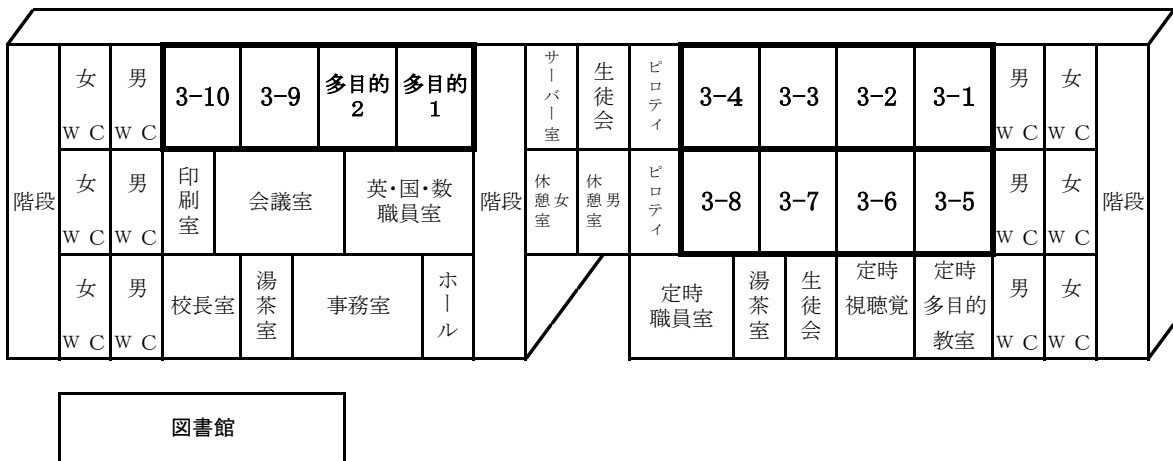 女 WC
男 WC
3-10
3-9
多目的 2
多目的 1
サーバー室
生徒会
ピロティ
3-4
3-3
3-2
3-1
男 WC
女 WC
階段
女 WC
男 WC
印刷室
会議室
英・国・数
職員室
階段
休憩室 女
休憩室 男
ピロティ
3-8
3-7
3-6
3-5
男 WC
女 WC
階段
女 WC
男 WC
校長室
湯茶室
事務室
ホール
定時
職員室
湯茶室
生徒会
定時
視聴覚
定時
多目的
教室
男 WC
女 WC
図書館